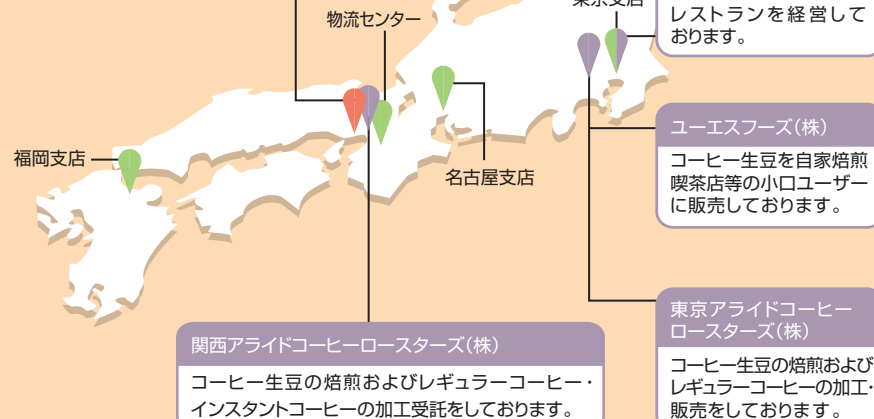 東京支店
レストランを経営して
おります。
物流センター
ユーエスフーズ(株)
コーヒー生豆を自家焙煎
喫茶店等の小口ユーザー
に販売しております。
福岡支店
名古屋支店
東京アライドコーヒー
ロースターズ(株)
コーヒー生豆の焙煎および
レギュラーコーヒーの加工・
販売をしております。
関西アライドコーヒーロースターズ(株)
コーヒー生豆の焙煎およびレギュラーコーヒー・
インスタントコーヒーの加工受託をしております。